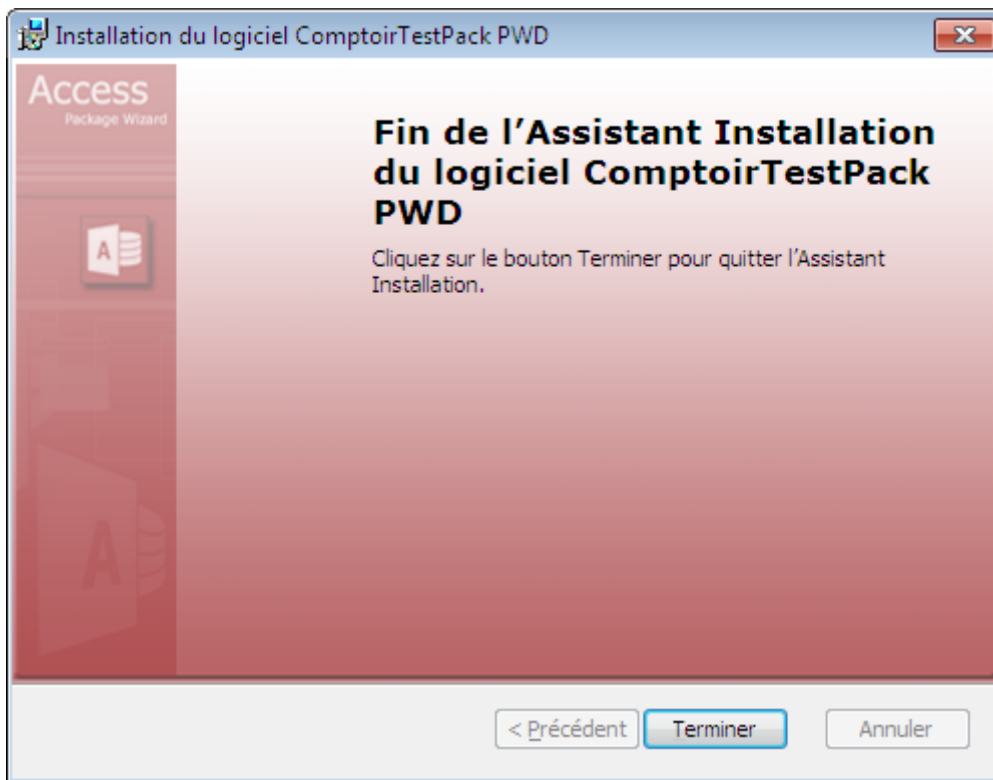 Installation du logiciel ComptoirTestPack PWD
Access
Package Wizard
A
Fin de l’Assistant Installation
du logiciel ComptoirTestPack
PWD
Cliquez sur le bouton Terminer pour quitter l’Assistant
Installation.
A
< Précédent
Terminer
Annuler